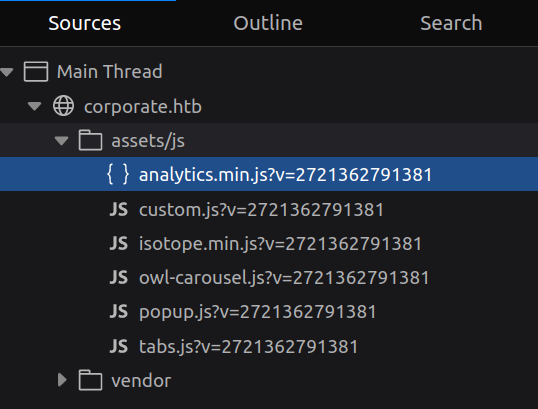 Sources Outline Search
Main Thread
corporate.htb
assets/js
{ } analytics.min.js?v=2721362791381
JS custom.js?v=2721362791381
JS isotope.min.js?v=2721362791381
JS owl-carousel.js?v=2721362791381
JS popup.js?v=2721362791381
JS tabs.js?v=2721362791381
vendor